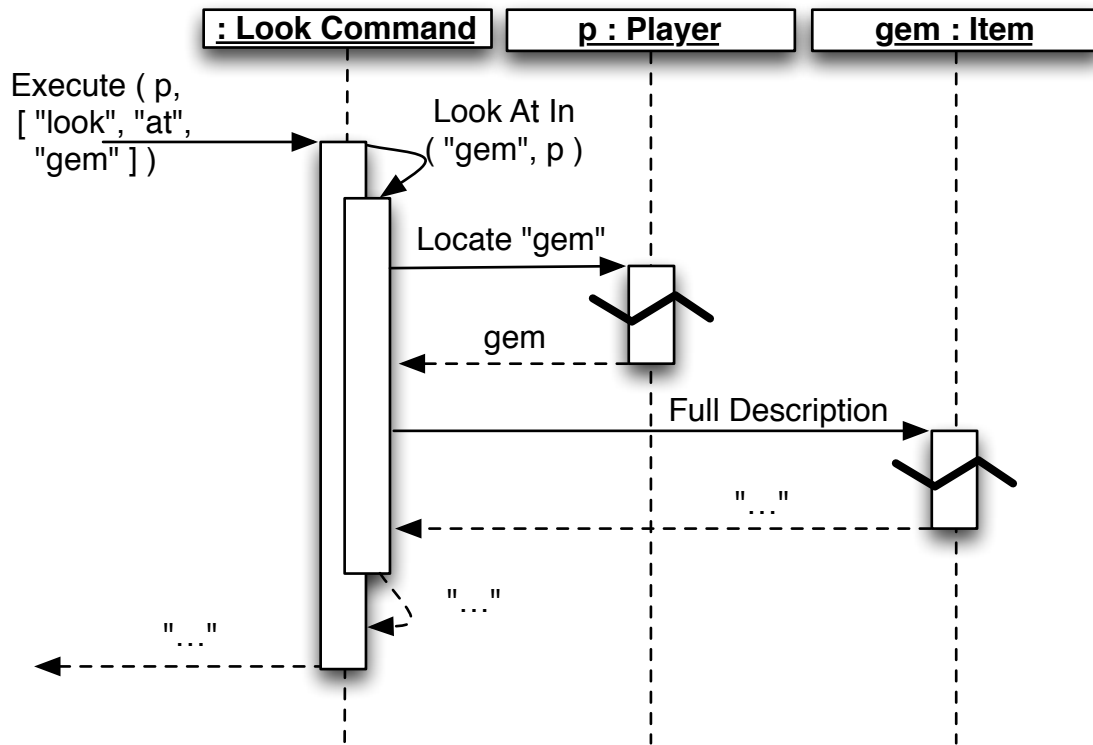 : Look Command
p : Player
gem : Item
Execute ( p,
[ "look", "at",
"gem" ] )
Look At In
( "gem", p )
Locate "gem"
gem
Full Description
"..."
"..."
"..."